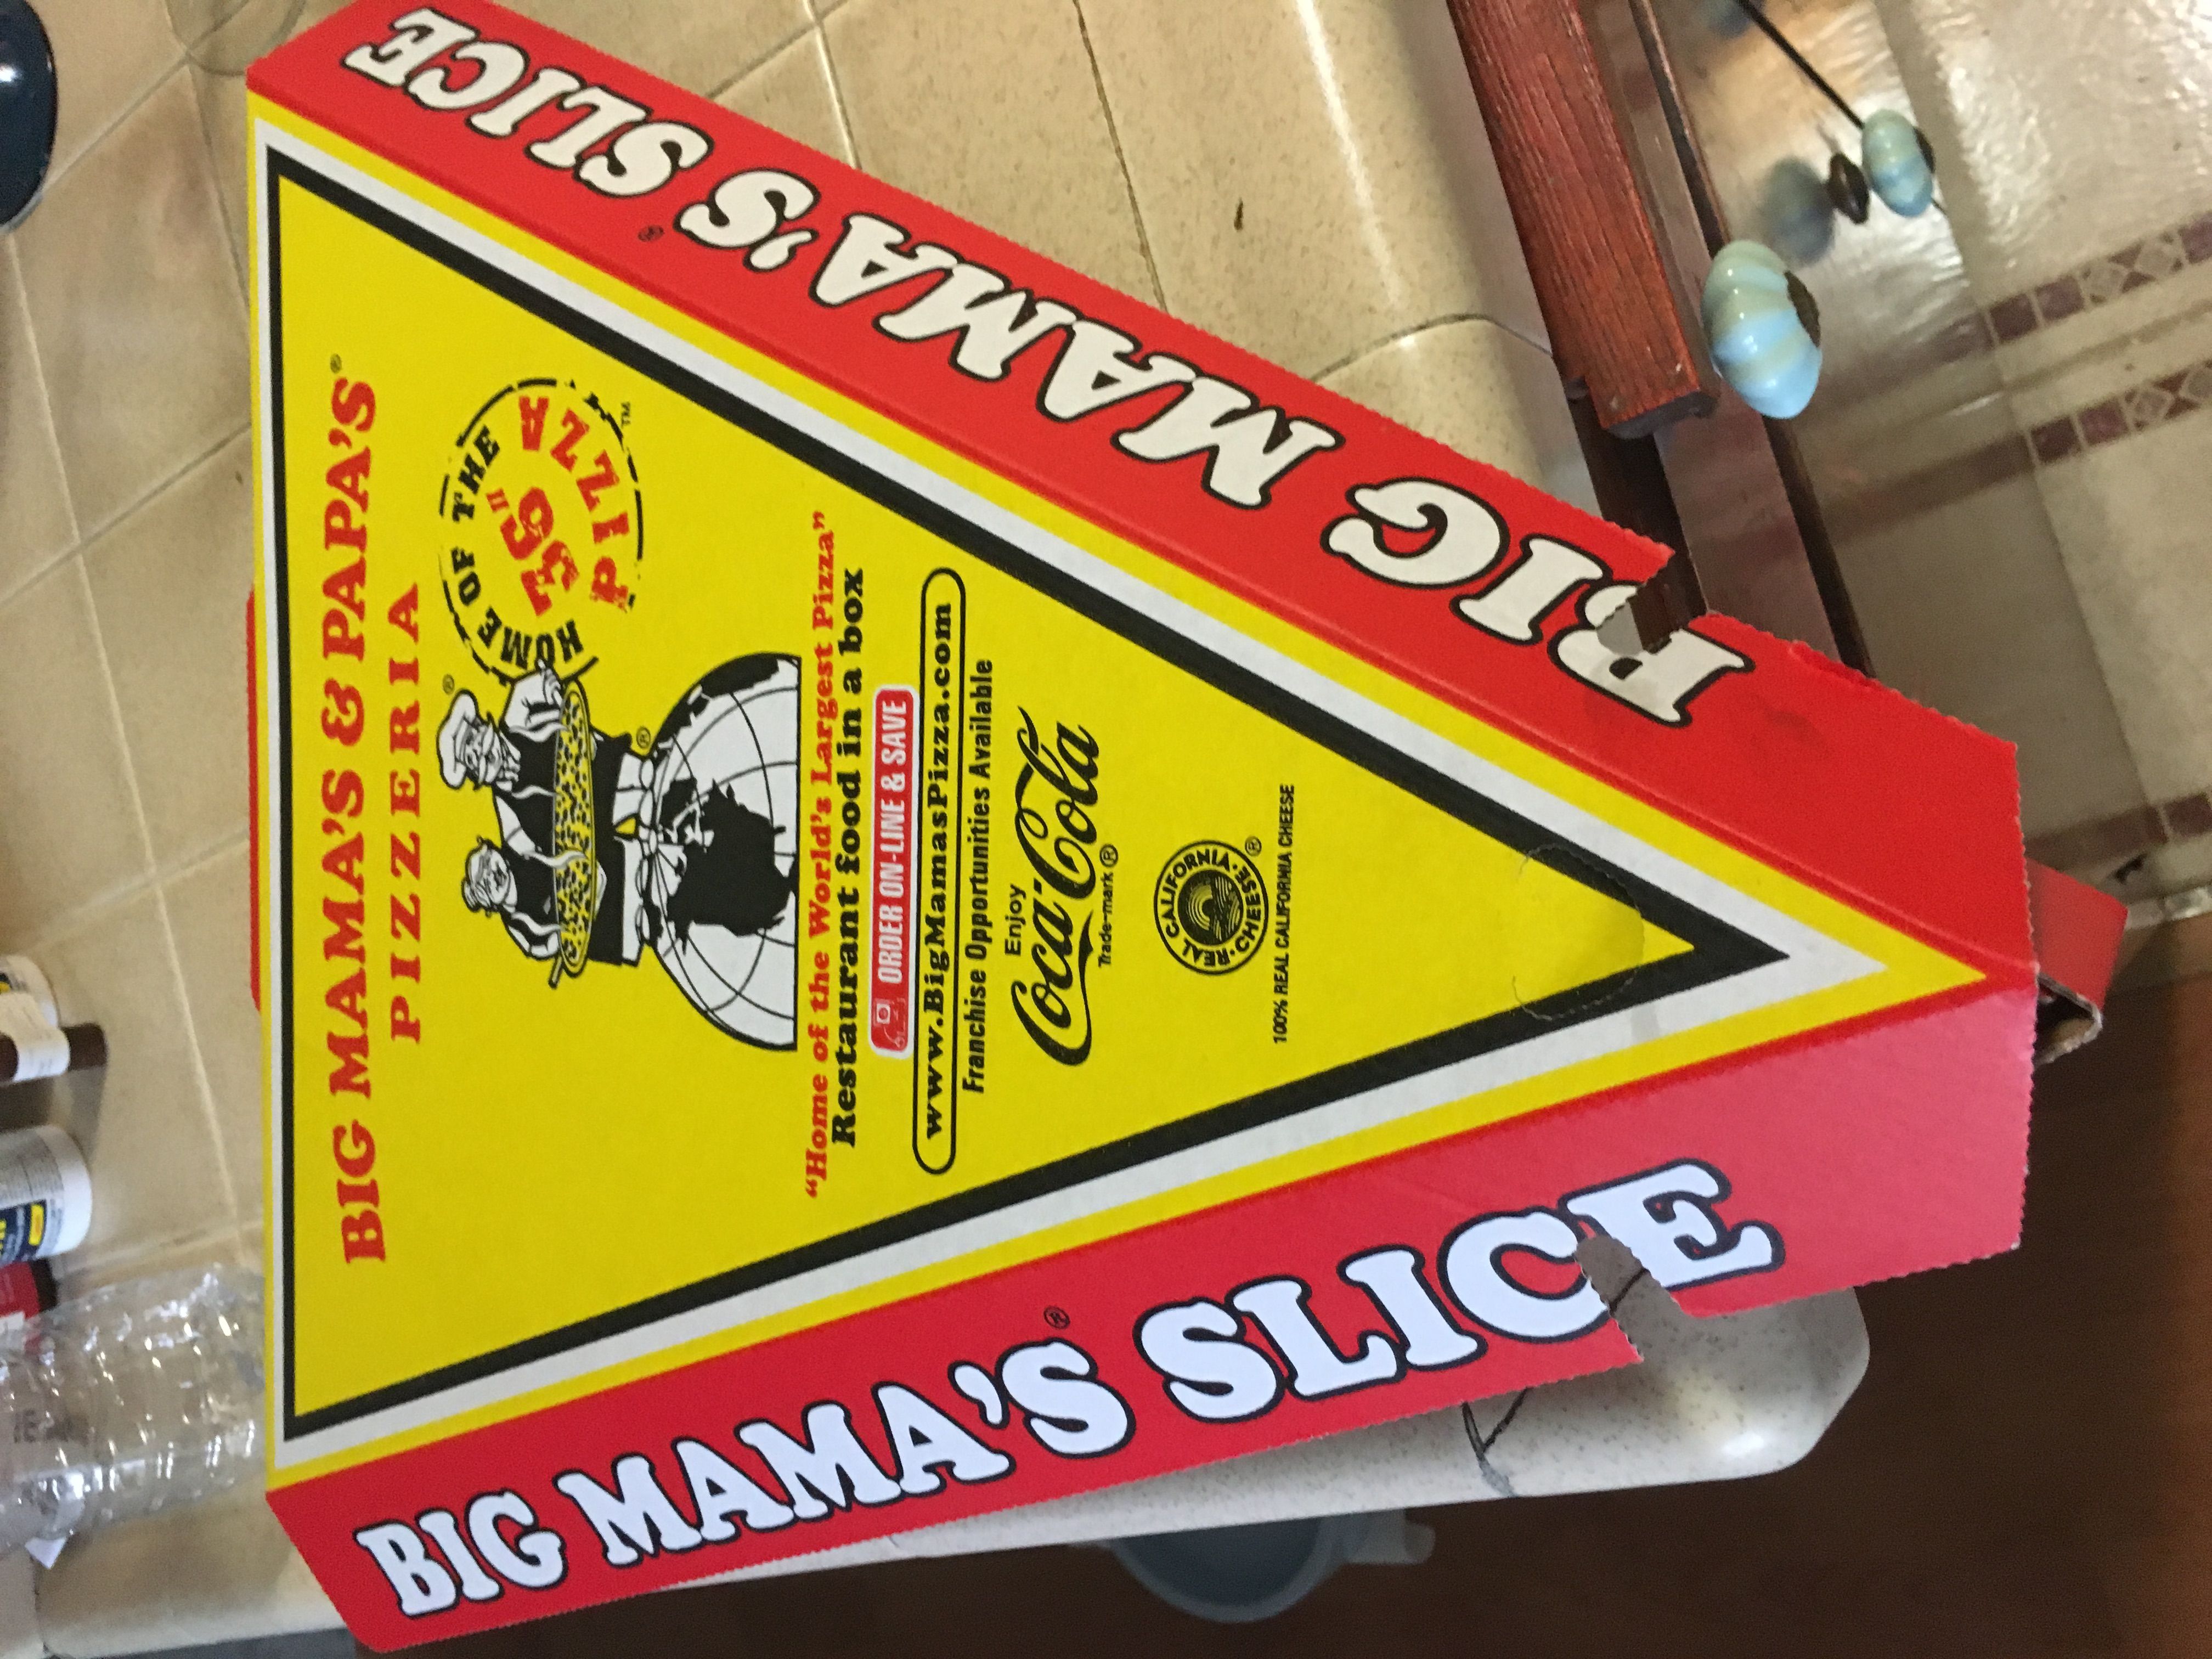 BIG MAMA'S & PAPA'S®
PIZZERIA
®
HOME OF THE
36"
PIZZA
™
®
"Home of the World's Largest Pizza"
Restaurant food in a box
ORDER ON-LINE & SAVE
www.BigMamasPizza.com
Franchise Opportunities Available
Enjoy
Coca-Cola
Trade-mark®
REAL CALIFORNIA CHEESE ®
100% REAL CALIFORNIA CHEESE
BIG MAMA'S® SLICE
BIG MAMA'S® SLICE